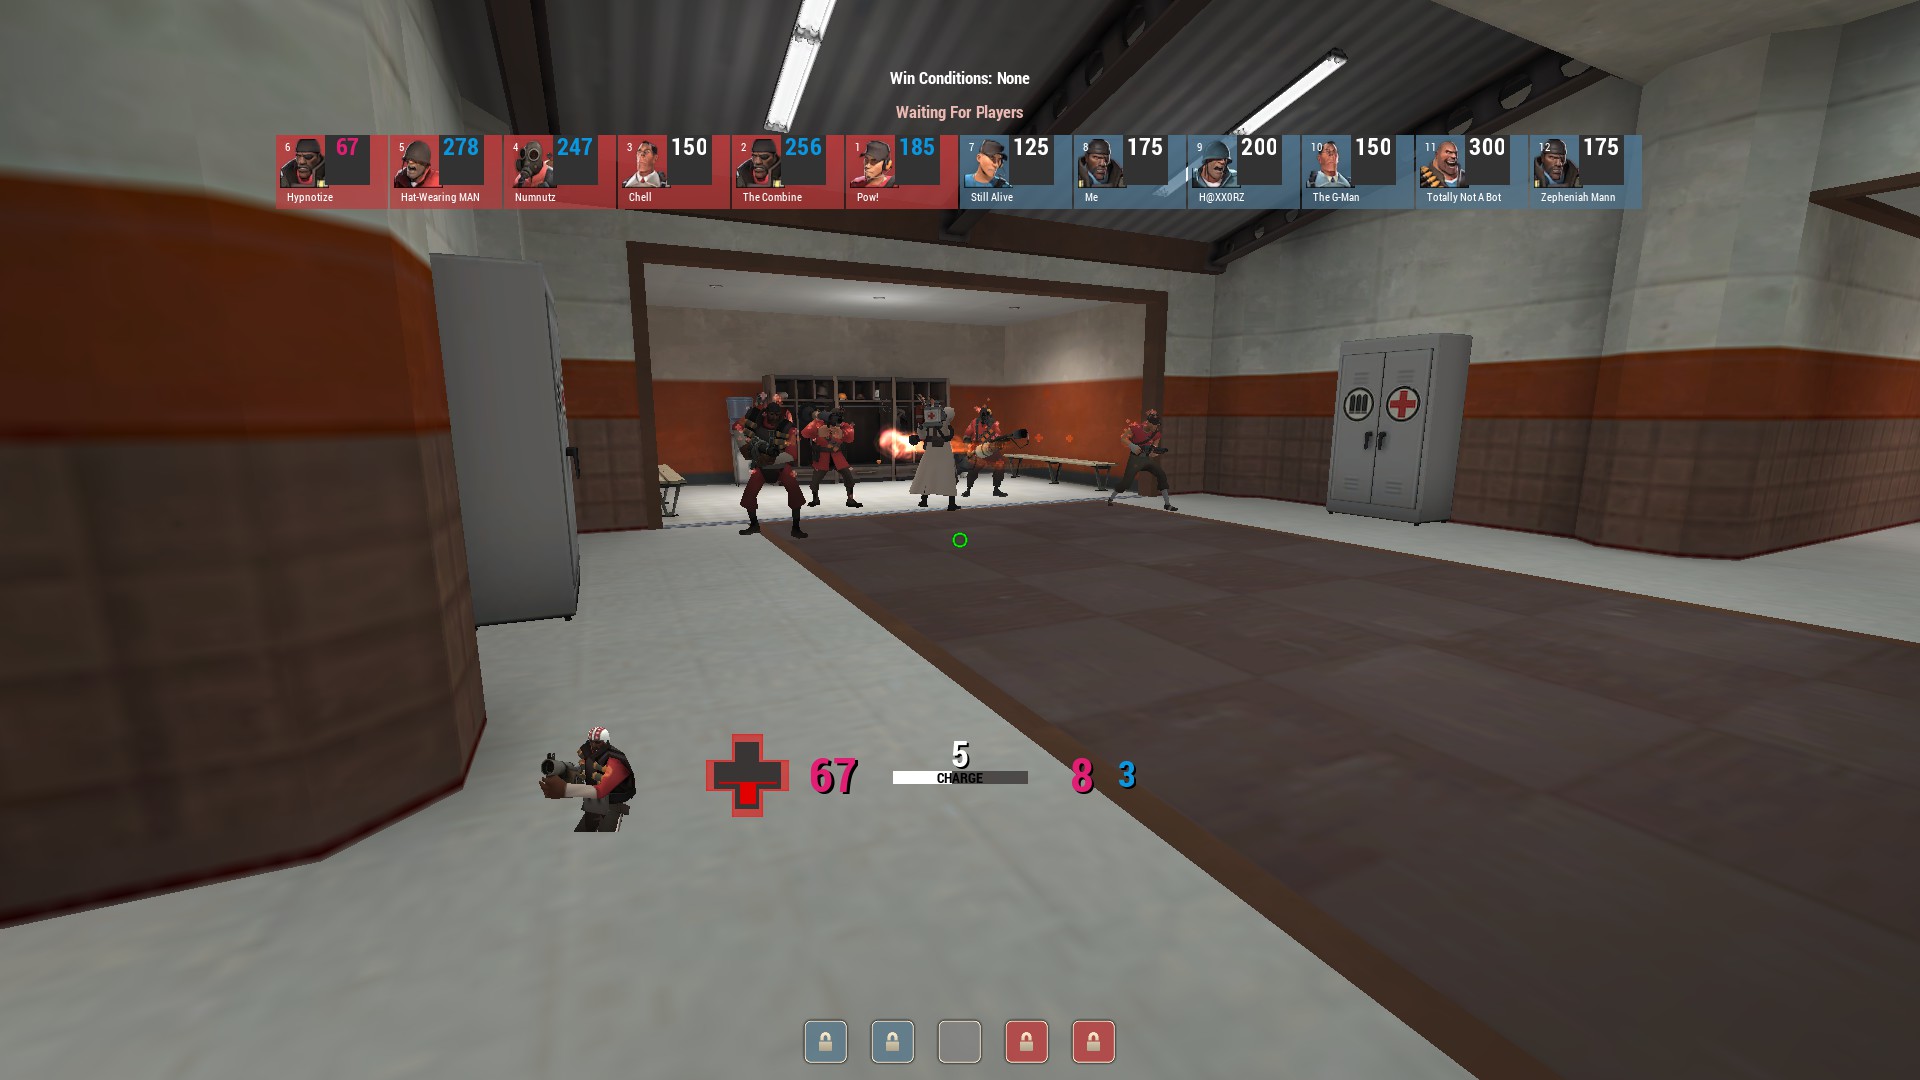 Win Conditions: None
Waiting For Players
6 67 5 278 4 247 3 150 2 256 1 185 7 125 8 175 9 200 10 150 11 300 12 175
Hypnotize Hat-Wearing MAN Numnutz Chell The Combine Pow! Still Alive Me H@XX0RZ The G-Man Totally Not A Bot Zepheniah Mann
67 5 8 3
CHARGE